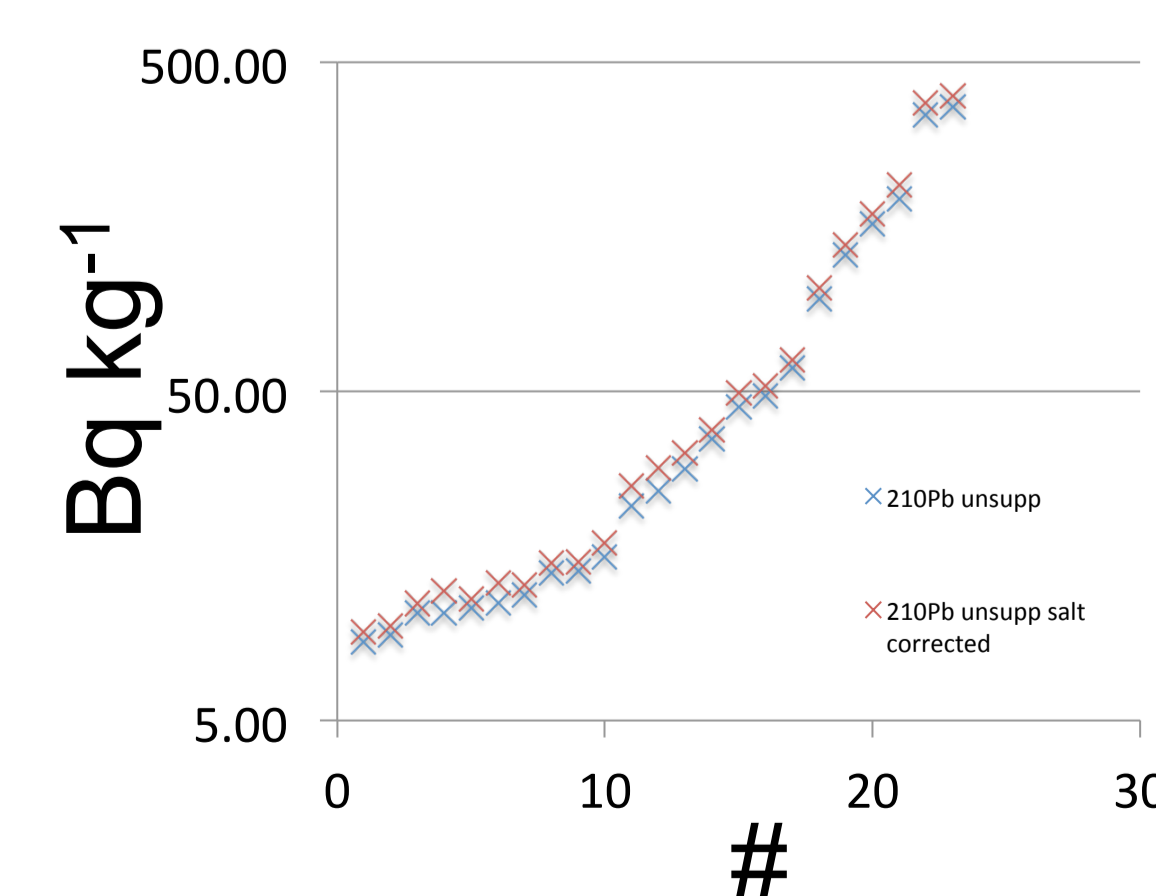 500.00
50.00
5.00
Bq kg-1
0 10 20 30
#
210Pb unsupp
210Pb unsupp salt
corrected